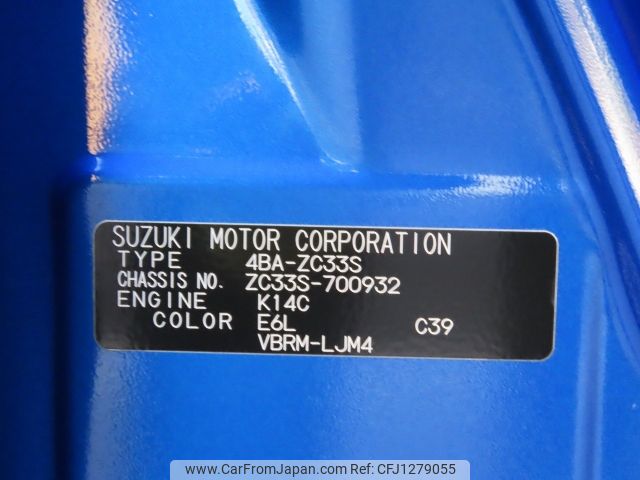 SUZUKI MOTOR CORPORATION
TYPE 4BA-ZC33S
CHASSIS NO. ZC33S-700932
ENGINE K14C
COLOR E6L C39
VBRM-LJM4
www.CarFromJapan.com - CFJ1279055